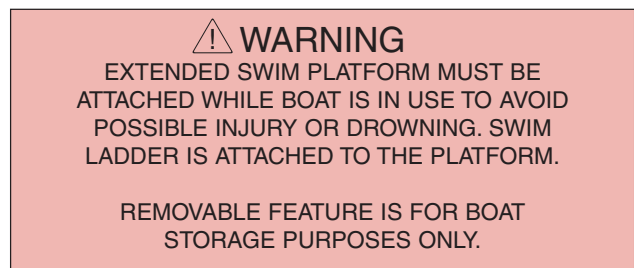 ⚠ WARNING
EXTENDED SWIM PLATFORM MUST BE
ATTACHED WHILE BOAT IS IN USE TO AVOID
POSSIBLE INJURY OR DROWNING. SWIM
LADDER IS ATTACHED TO THE PLATFORM.
REMOVABLE FEATURE IS FOR BOAT
STORAGE PURPOSES ONLY.